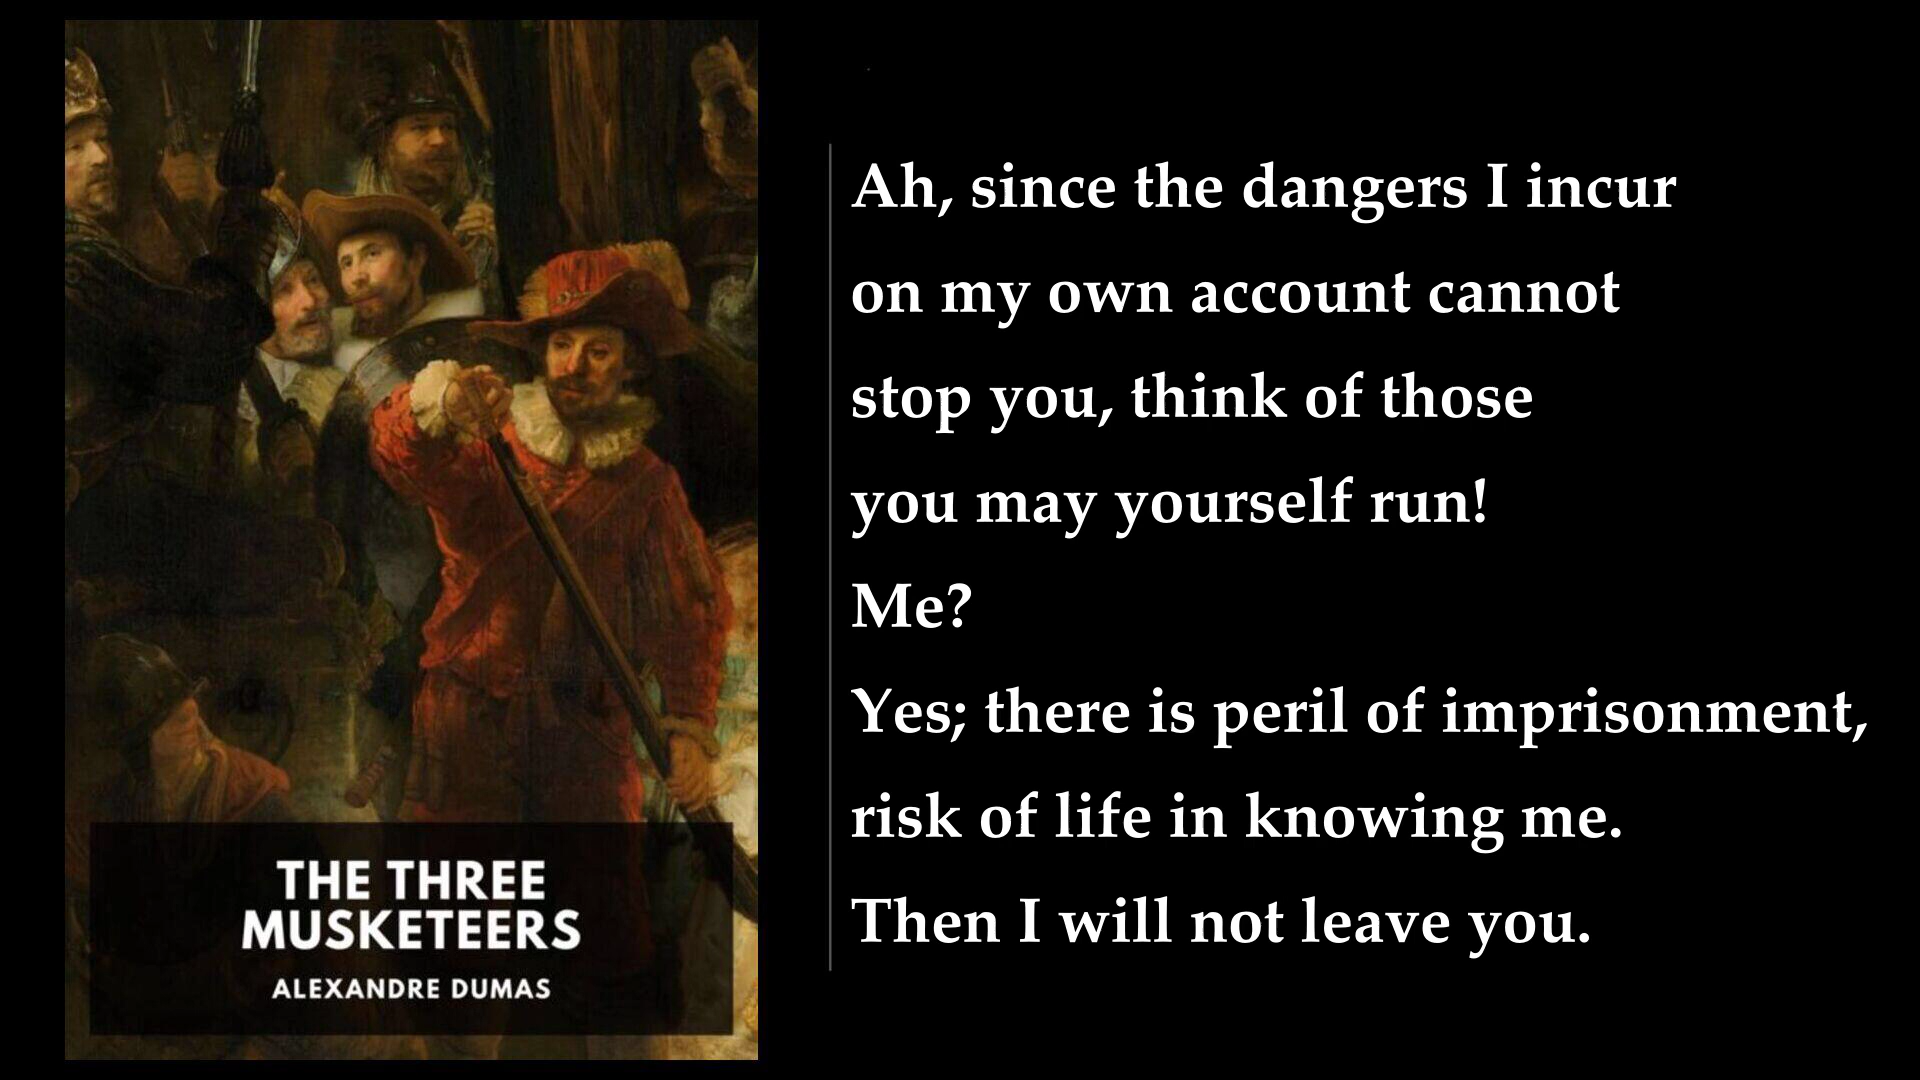 THE THREE
MUSKETEERS
ALEXANDRE DUMAS
Ah, since the dangers I incur
on my own account cannot
stop you, think of those
you may yourself run!
Me?
Yes; there is peril of imprisonment,
risk of life in knowing me.
Then I will not leave you.